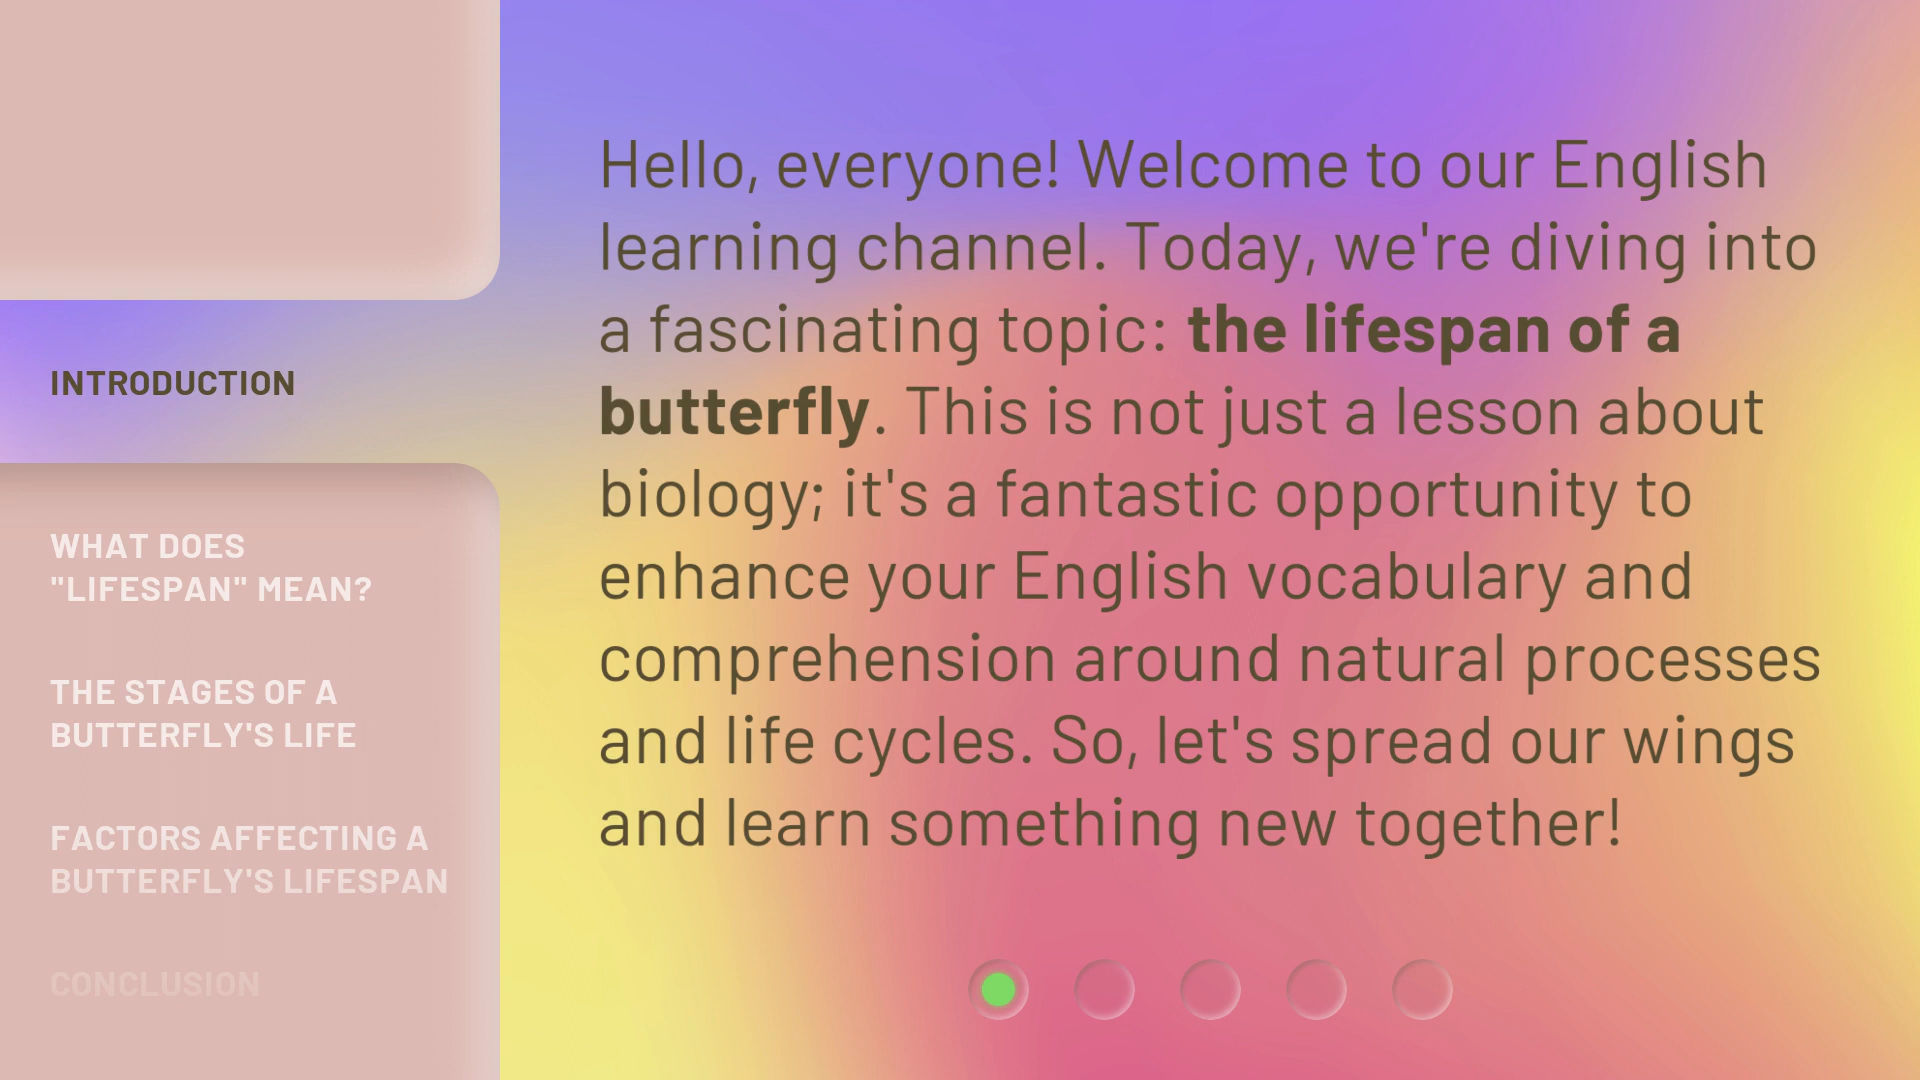 INTRODUCTION
WHAT DOES
"LIFESPAN" MEAN?
THE STAGES OF A
BUTTERFLY'S LIFE
FACTORS AFFECTING A
BUTTERFLY'S LIFESPAN
CONCLUSION
Hello, everyone! Welcome to our English
learning channel. Today, we're diving into
a fascinating topic: the lifespan of a
butterfly. This is not just a lesson about
biology; it's a fantastic opportunity to
enhance your English vocabulary and
comprehension around natural processes
and life cycles. So, let's spread our wings
and learn something new together!